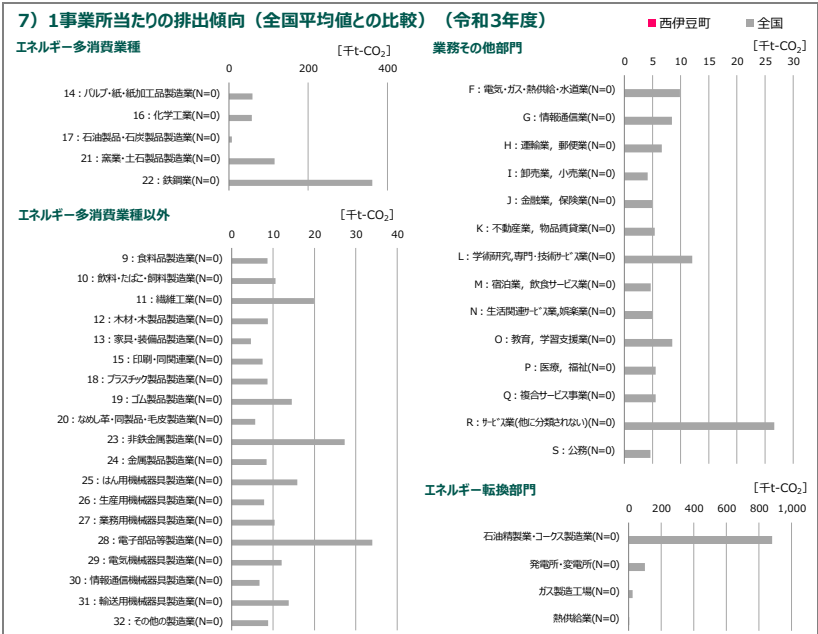 7）1事業所当たりの排出傾向（全国平均値との比較）（令和3年度）
■西伊豆町 ■全国
エネルギー多消費業種
[千t-CO₂]
0 200 400
14：パルプ・紙・紙加工品製造業(N=0)
16：化学工業(N=0)
17：石油製品・石炭製品製造業(N=0)
21：窯業・土石製品製造業(N=0)
22：鉄鋼業(N=0)
エネルギー多消費業種以外
[千t-CO₂]
0 10 20 30 40
9：食料品製造業(N=0)
10：飲料・たばこ・飼料製造業(N=0)
11：繊維工業(N=0)
12：木材・木製品製造業(N=0)
13：家具・装備品製造業(N=0)
15：印刷・同関連業(N=0)
18：プラスチック製品製造業(N=0)
19：ゴム製品製造業(N=0)
20：なめし革・同製品・毛皮製造業(N=0)
23：非鉄金属製造業(N=0)
24：金属製品製造業(N=0)
25：はん用機械器具製造業(N=0)
26：生産用機械器具製造業(N=0)
27：業務用機械器具製造業(N=0)
28：電子部品等製造業(N=0)
29：電気機械器具製造業(N=0)
30：情報通信機械器具製造業(N=0)
31：輸送用機械器具製造業(N=0)
32：その他の製造業(N=0)
業務その他部門
[千t-CO₂]
0 5 10 15 20 25 30
F：電気・ガス・熱供給・水道業(N=0)
G：情報通信業(N=0)
H：運輸業，郵便業(N=0)
I：卸売業，小売業(N=0)
J：金融業，保険業(N=0)
K：不動産業，物品賃貸業(N=0)
L：学術研究,専門・技術ｻｰﾋﾞｽ業(N=0)
M：宿泊業，飲食サービス業(N=0)
N：生活関連ｻｰﾋﾞｽ業,娯楽業(N=0)
O：教育，学習支援業(N=0)
P：医療，福祉(N=0)
Q：複合サービス事業(N=0)
R：ｻｰﾋﾞｽ業(他に分類されない)(N=0)
S：公務(N=0)
エネルギー転換部門
[千t-CO₂]
0 200 400 600 800 1,000
石油精製業・コークス製造業(N=0)
発電所・変電所(N=0)
ガス製造工場(N=0)
熱供給業(N=0)